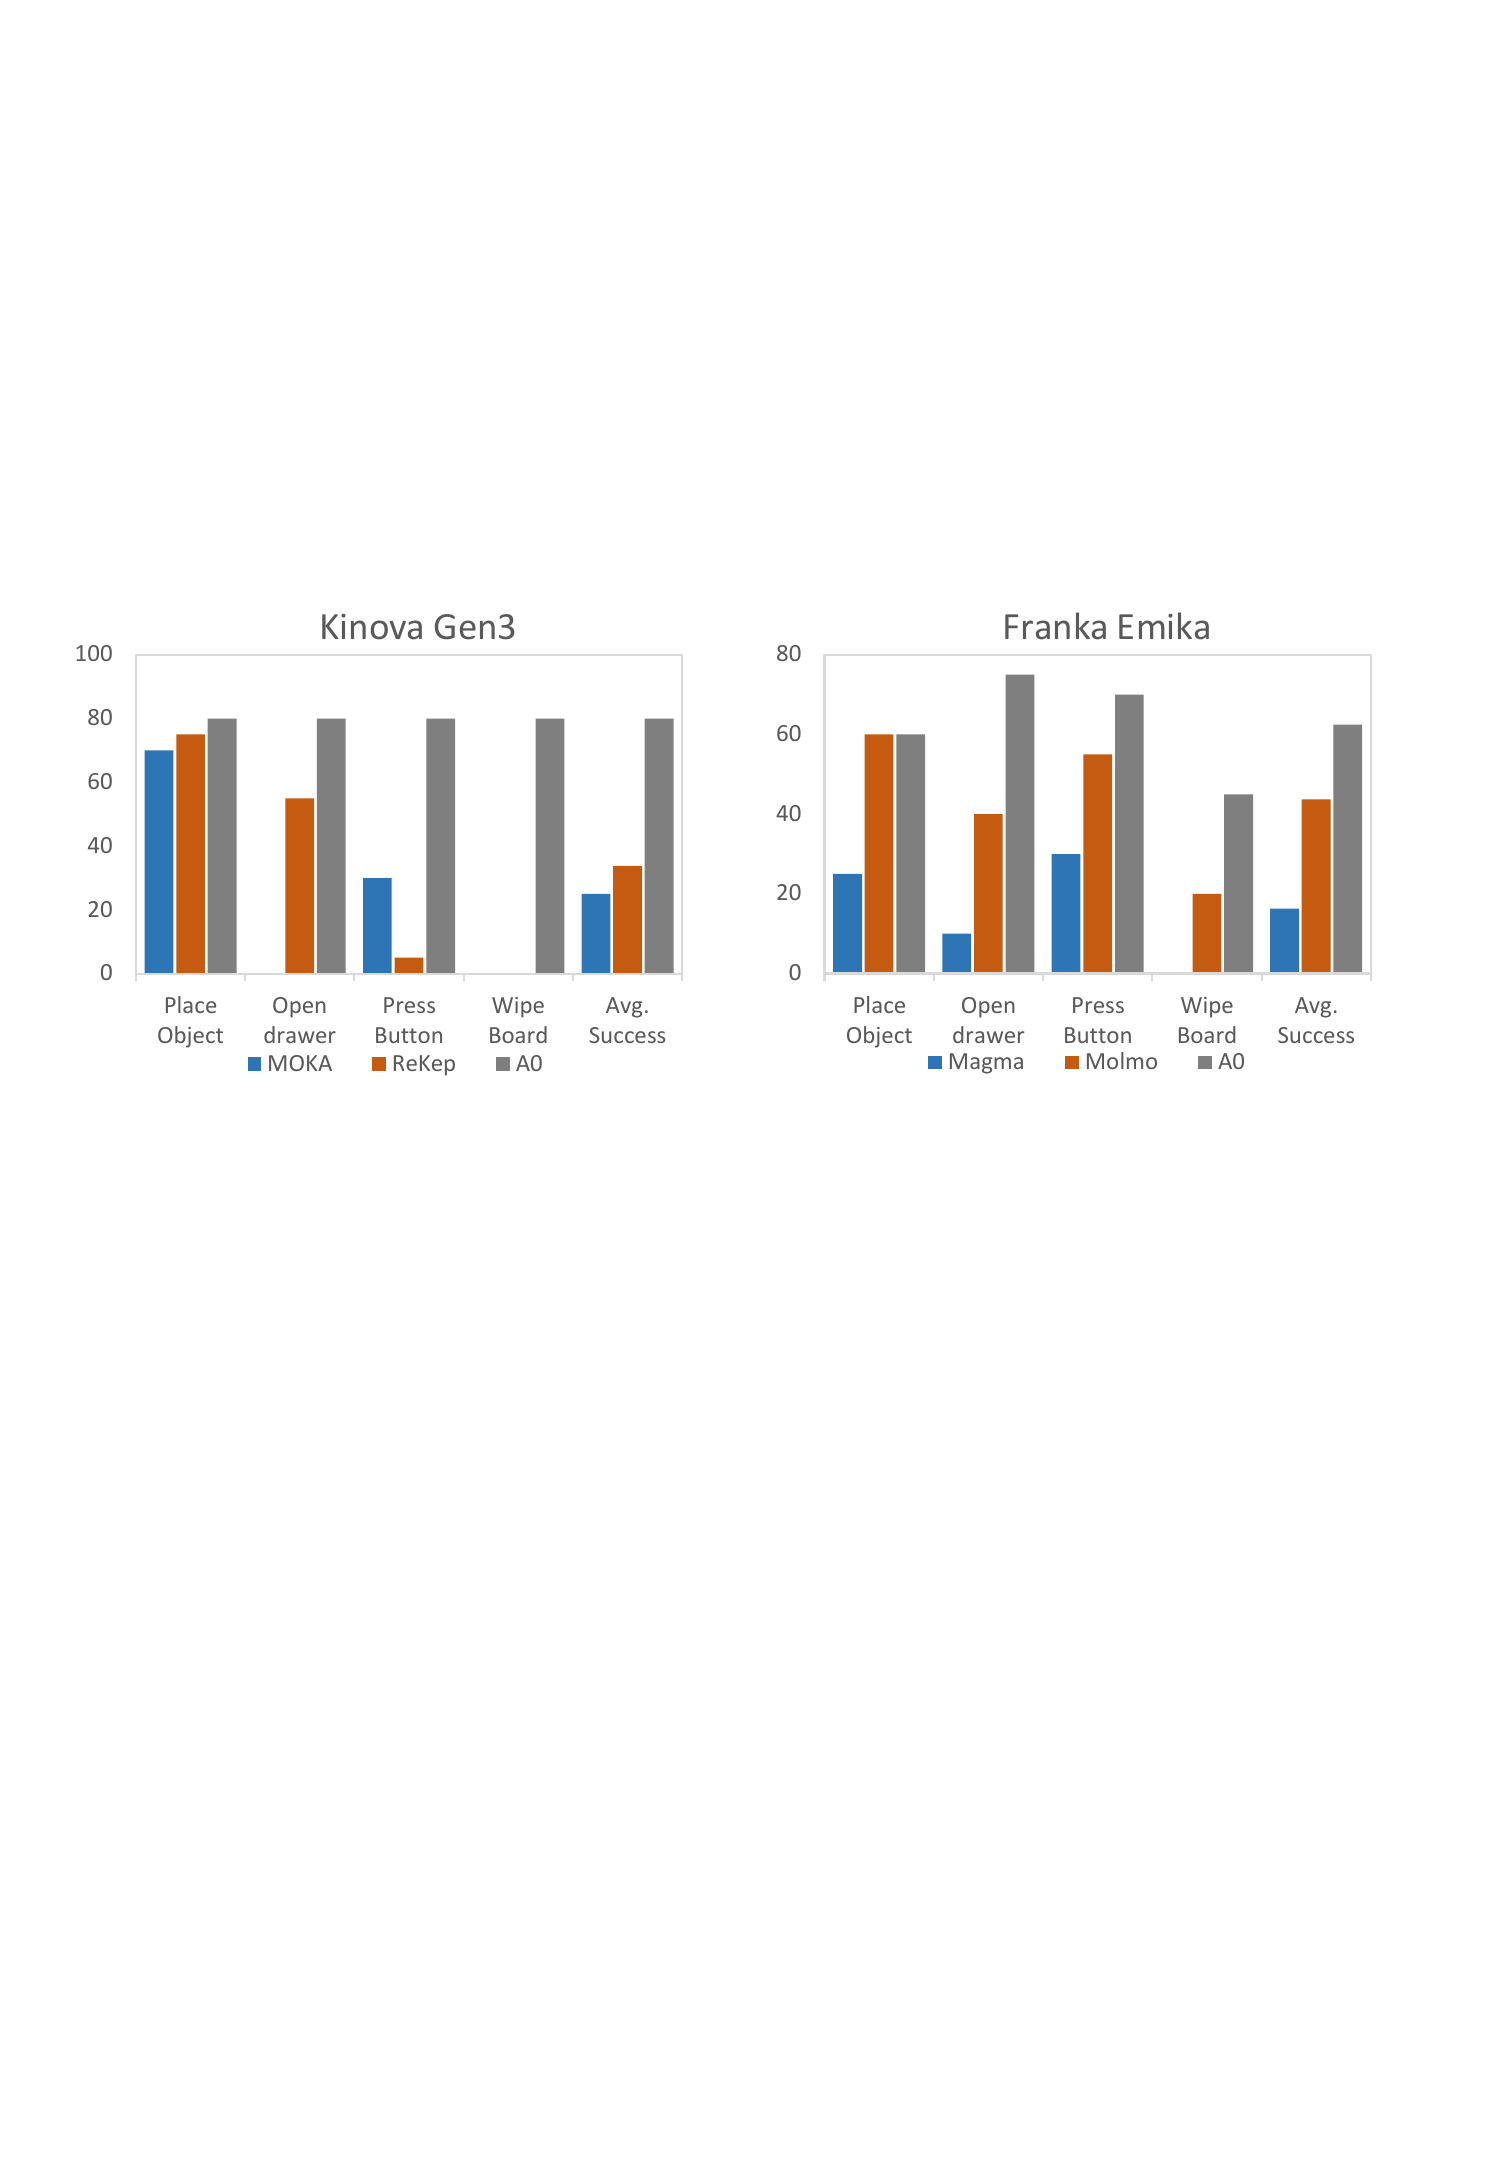 Kinova Gen3
100
80
60
40
20
0
Place Object
Open drawer
Press Button
Wipe Board
Avg. Success
MOKA ReKep A0
Franka Emika
80
60
40
20
0
Place Object
Open drawer
Press Button
Wipe Board
Avg. Success
Magma Molmo A0